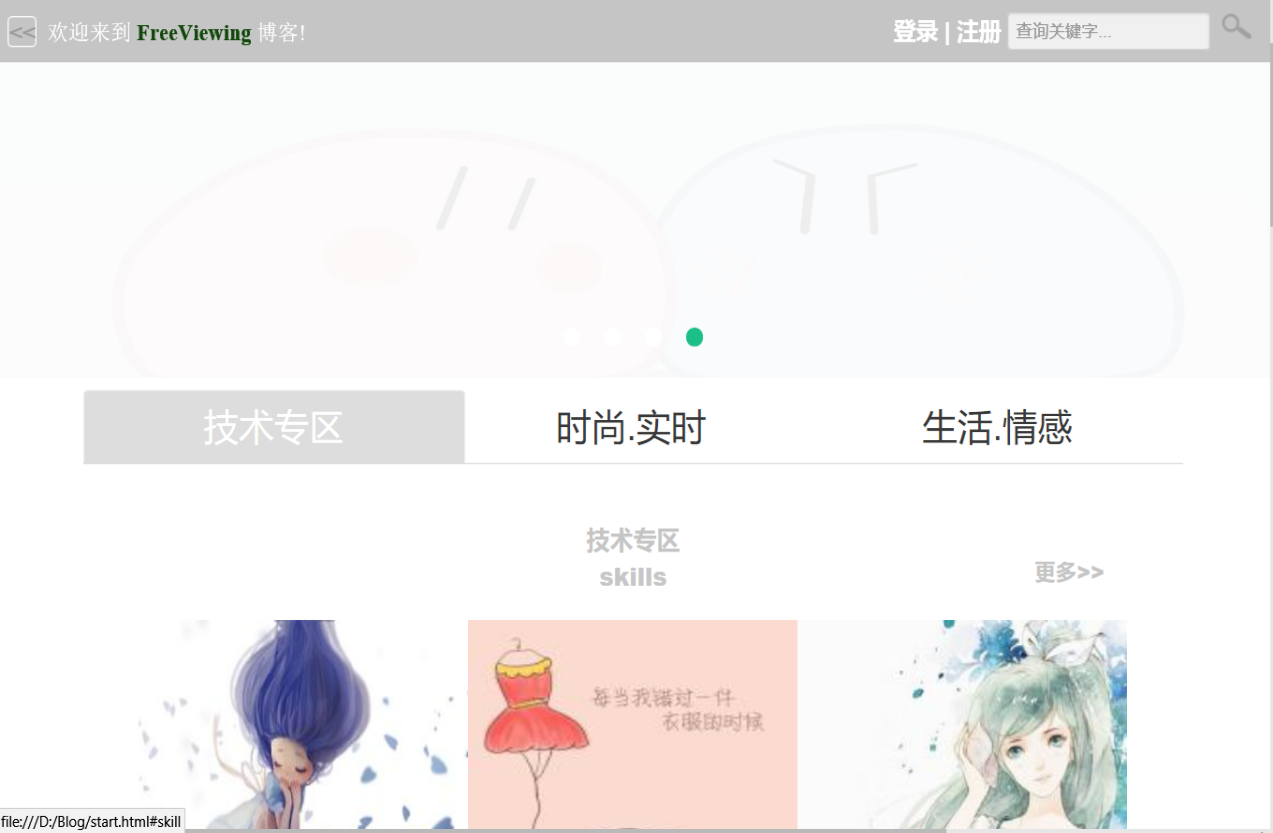 << 欢迎来到 FreeViewing 博客!
登录 | 注册 查询关键字...
技术专区 时尚.实时 生活.情感
技术专区
skills
更多>>
每当我错过一件
衣服的时候
file:///D:/Blog/start.html#skill